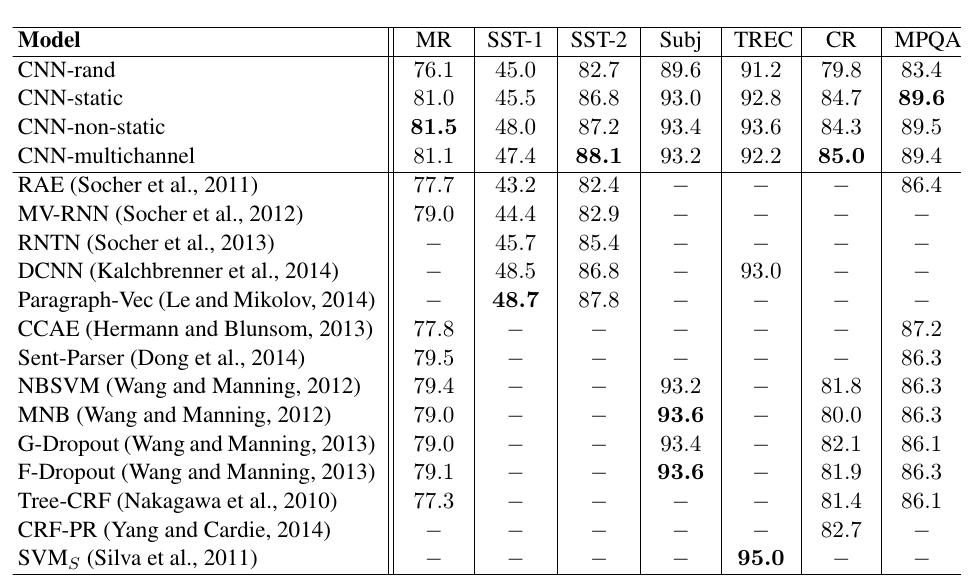 Model MR SST-1 SST-2 Subj TREC CR MPQA
CNN-rand 76.1 45.0 82.7 89.6 91.2 79.8 83.4
CNN-static 81.0 45.5 86.8 93.0 92.8 84.7 89.6
CNN-non-static 81.5 48.0 87.2 93.4 93.6 84.3 89.5
CNN-multichannel 81.1 47.4 88.1 93.2 92.2 85.0 89.4
RAE (Socher et al., 2011) 77.7 43.2 82.4 − − − 86.4
MV-RNN (Socher et al., 2012) 79.0 44.4 82.9 − − − −
RNTN (Socher et al., 2013) − 45.7 85.4 − − − −
DCNN (Kalchbrenner et al., 2014) − 48.5 86.8 − 93.0 − −
Paragraph-Vec (Le and Mikolov, 2014) − 48.7 87.8 − − − −
CCAE (Hermann and Blunsom, 2013) 77.8 − − − − − 87.2
Sent-Parser (Dong et al., 2014) 79.5 − − − − − 86.3
NBSVM (Wang and Manning, 2012) 79.4 − − 93.2 − 81.8 86.3
MNB (Wang and Manning, 2012) 79.0 − − 93.6 − 80.0 86.3
G-Dropout (Wang and Manning, 2013) 79.0 − − 93.4 − 82.1 86.1
F-Dropout (Wang and Manning, 2013) 79.1 − − 93.6 − 81.9 86.3
Tree-CRF (Nakagawa et al., 2010) 77.3 − − − − 81.4 86.1
CRF-PR (Yang and Cardie, 2014) − − − − − 82.7 −
SVM_S (Silva et al., 2011) − − − − 95.0 − −